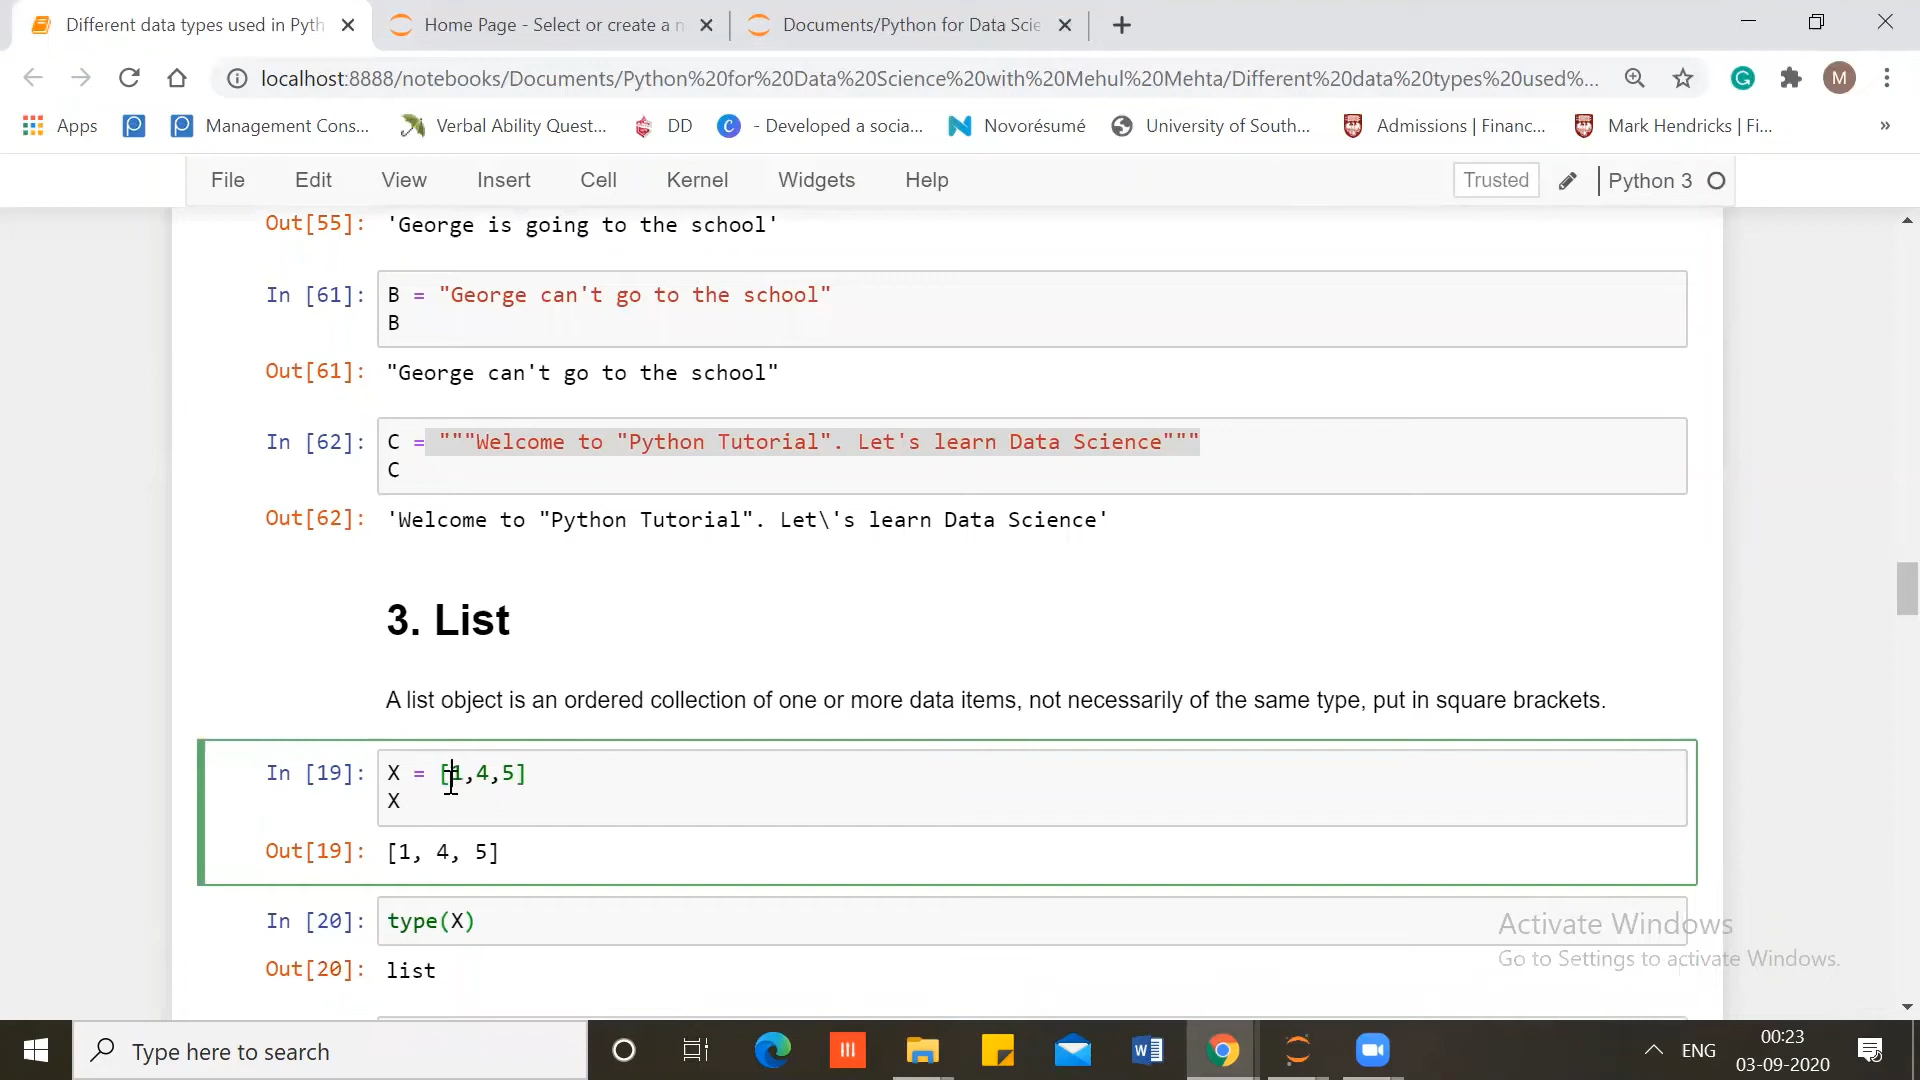 Different data types used in Pyth
Home Page - Select or create a n
Documents/Python for Data Scie
localhost:8888/notebooks/Documents/Python%20for%20Data%20Science%20with%20Mehul%20Mehta/Different%20data%20types%20used%...
M
Apps
Management Cons...
Verbal Ability Quest...
DD
- Developed a socia...
Novorésumé
University of South...
Admissions | Financ...
Mark Hendricks | Fi...
»
File Edit View Insert Cell Kernel Widgets Help
Trusted
Python 3
Out[55]: 'George is going to the school'
In [61]: B = "George can't go to the school"
B
Out[61]: "George can't go to the school"
In [62]: C = """Welcome to "Python Tutorial". Let's learn Data Science"""
C
Out[62]: 'Welcome to "Python Tutorial". Let\'s learn Data Science'
3. List
A list object is an ordered collection of one or more data items, not necessarily of the same type, put in square brackets.
In [19]: X = [1,4,5]
X
Out[19]: [1, 4, 5]
In [20]: type(X)
Out[20]: list
Activate Windows
Go to Settings to activate Windows.
Type here to search
ENG
00:23
03-09-2020